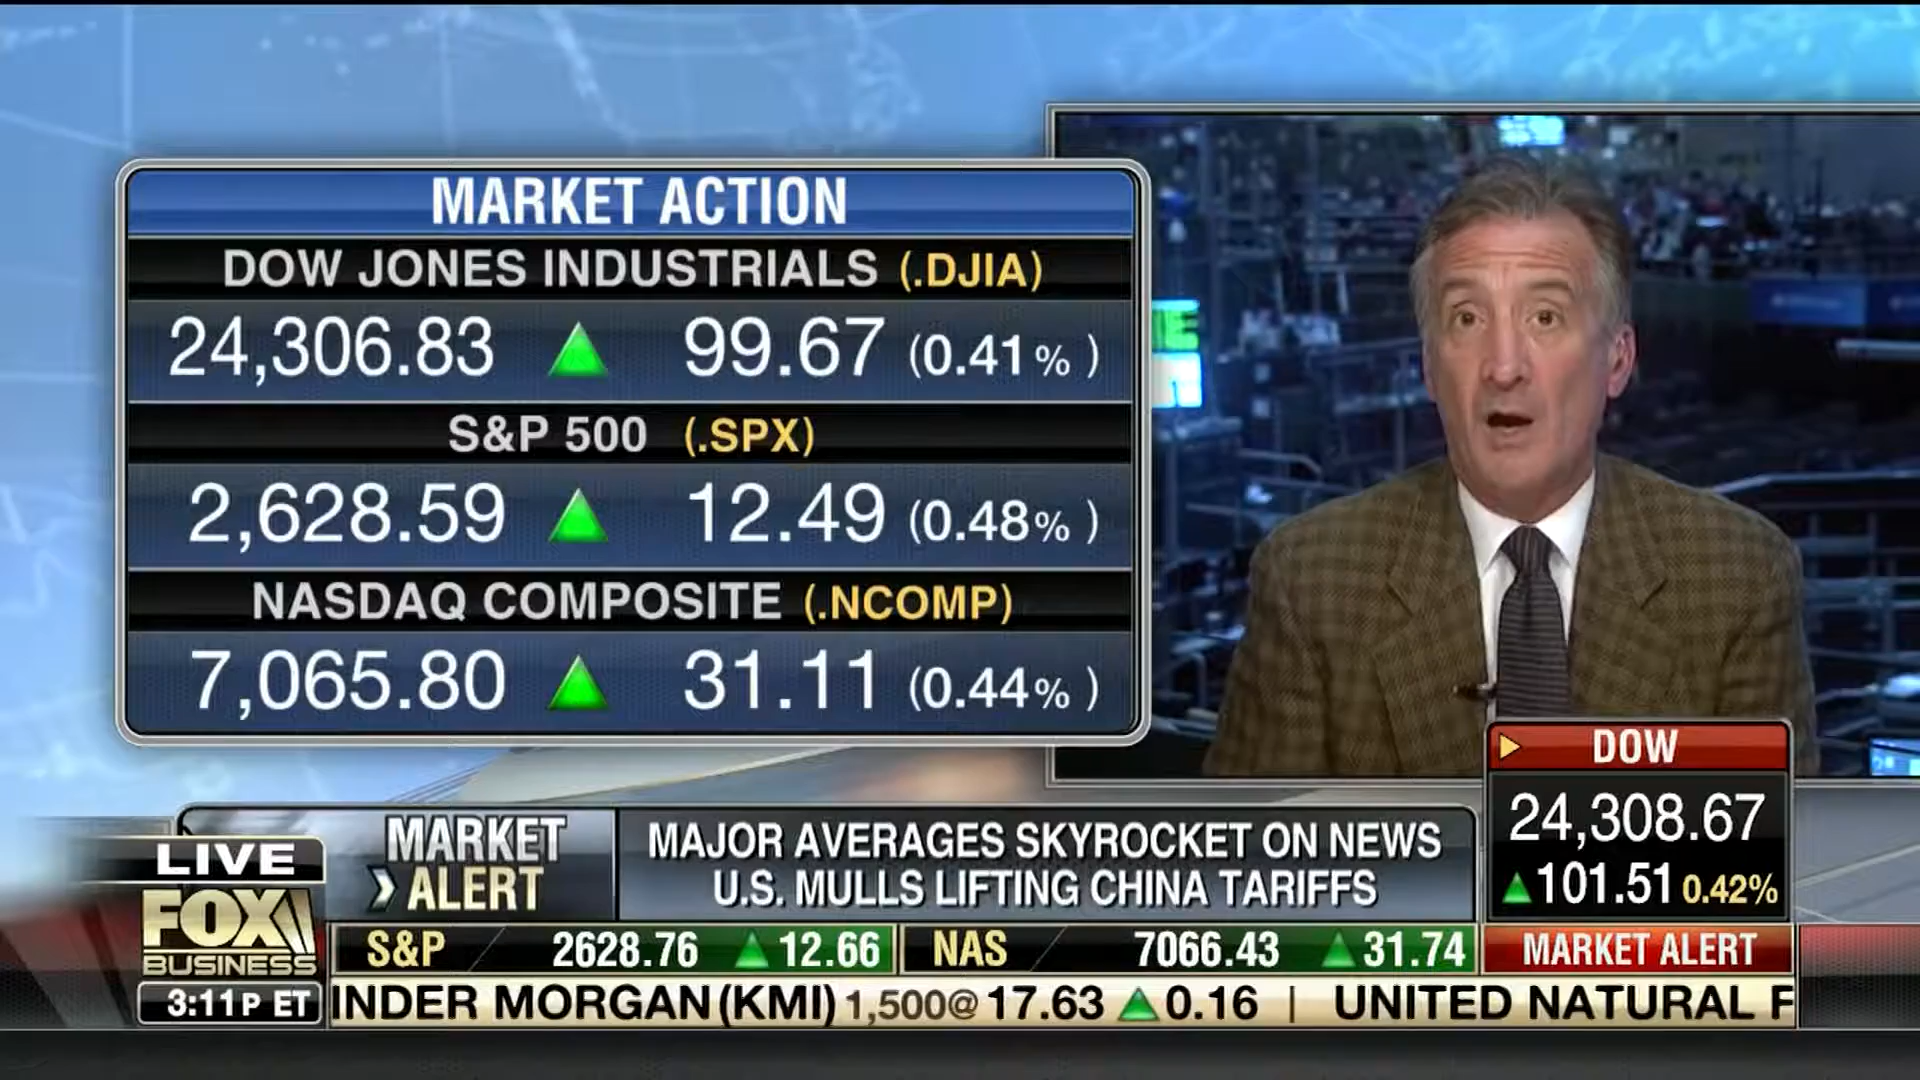 MARKET ACTION
DOW JONES INDUSTRIALS (.DJIA)
24,306.83 ▲ 99.67 (0.41%)
S&P 500 (.SPX)
2,628.59 ▲ 12.49 (0.48%)
NASDAQ COMPOSITE (.NCOMP)
7,065.80 ▲ 31.11 (0.44%)
DOW
24,308.67
▲101.51 0.42%
MARKET ALERT
MARKET
ALERT
MAJOR AVERAGES SKYROCKET ON NEWS
U.S. MULLS LIFTING CHINA TARIFFS
LIVE
FOX
BUSINESS
3:11P ET
S&P 2628.76 ▲12.66 NAS 7066.43 ▲31.74
INDER MORGAN(KMI) 1,500@17.63 ▲0.16 | UNITED NATURAL F